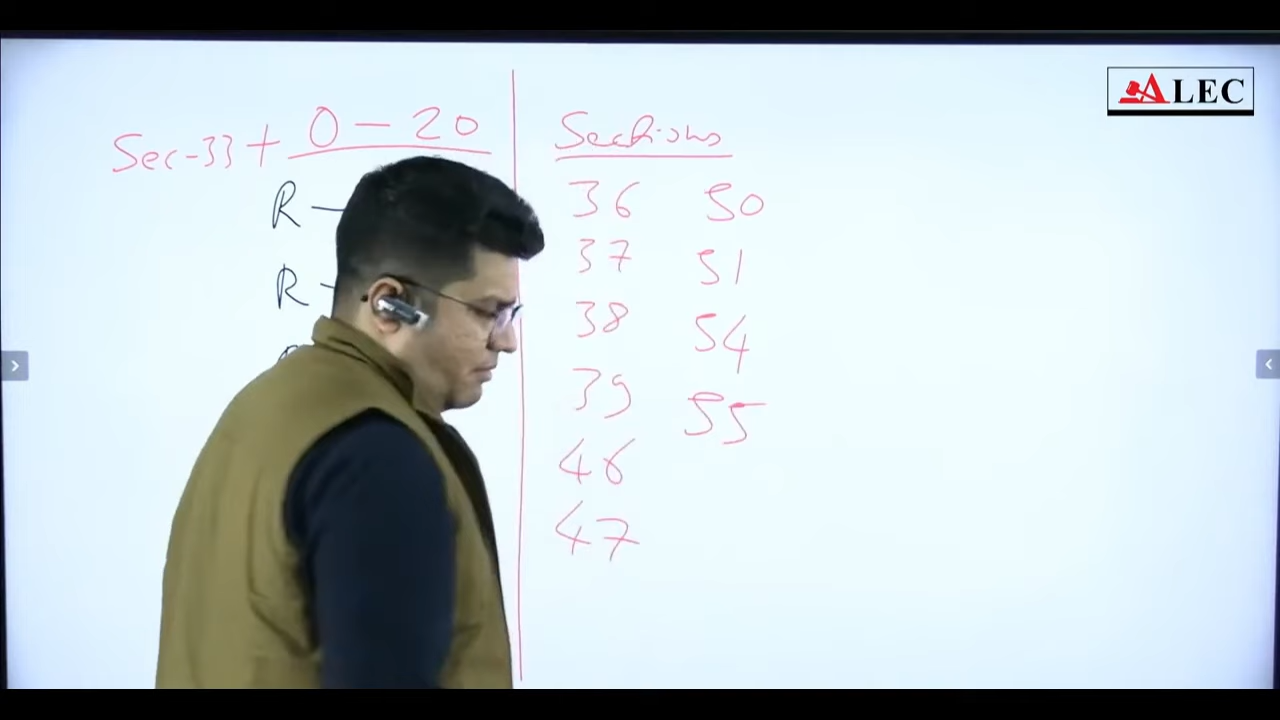 Sec-33 + 0 - 20
R -
R -
Sections
36 50
37 51
38 54
39 55
46
47
ALEC